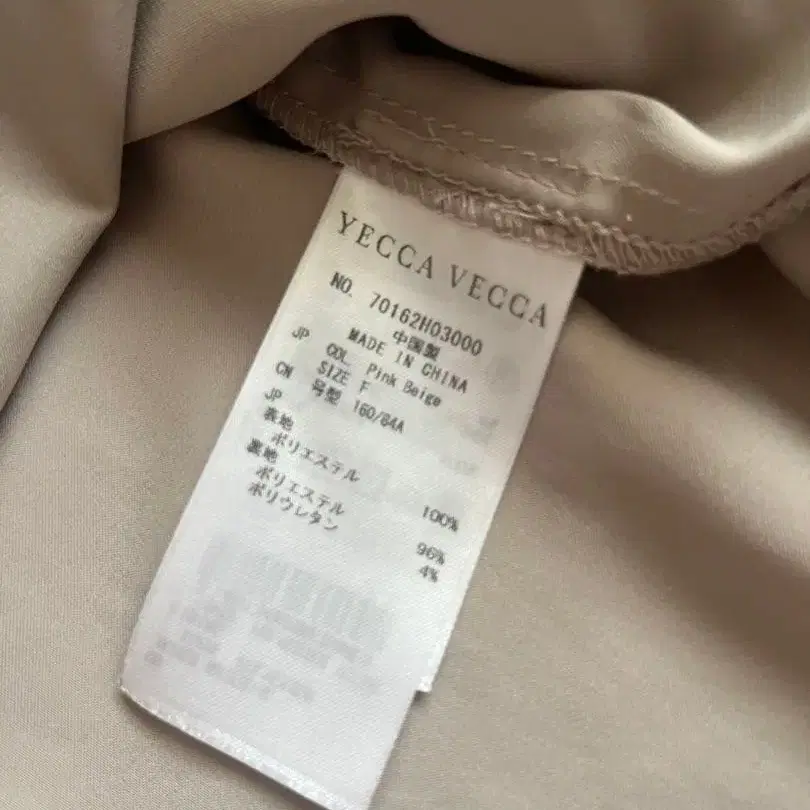 YECCA VECCA
NO. 70162H03000
中国製
MADE IN CHINA
JP COL. Pink Beige
SIZE F
CN 号型 160/84A
JP
表地
ポリエステル 100%
裏地
ポリエステル 96%
ポリウレタン 4%